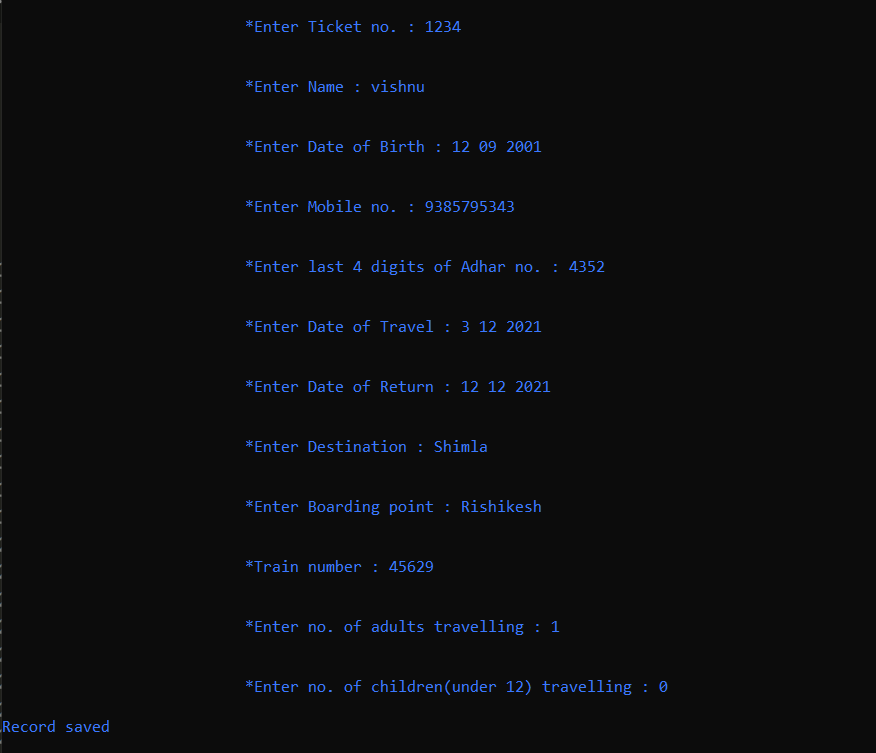 *Enter Ticket no. : 1234
*Enter Name : vishnu
*Enter Date of Birth : 12 09 2001
*Enter Mobile no. : 9385795343
*Enter last 4 digits of Adhar no. : 4352
*Enter Date of Travel : 3 12 2021
*Enter Date of Return : 12 12 2021
*Enter Destination : Shimla
*Enter Boarding point : Rishikesh
*Train number : 45629
*Enter no. of adults travelling : 1
*Enter no. of children(under 12) travelling : 0
Record saved